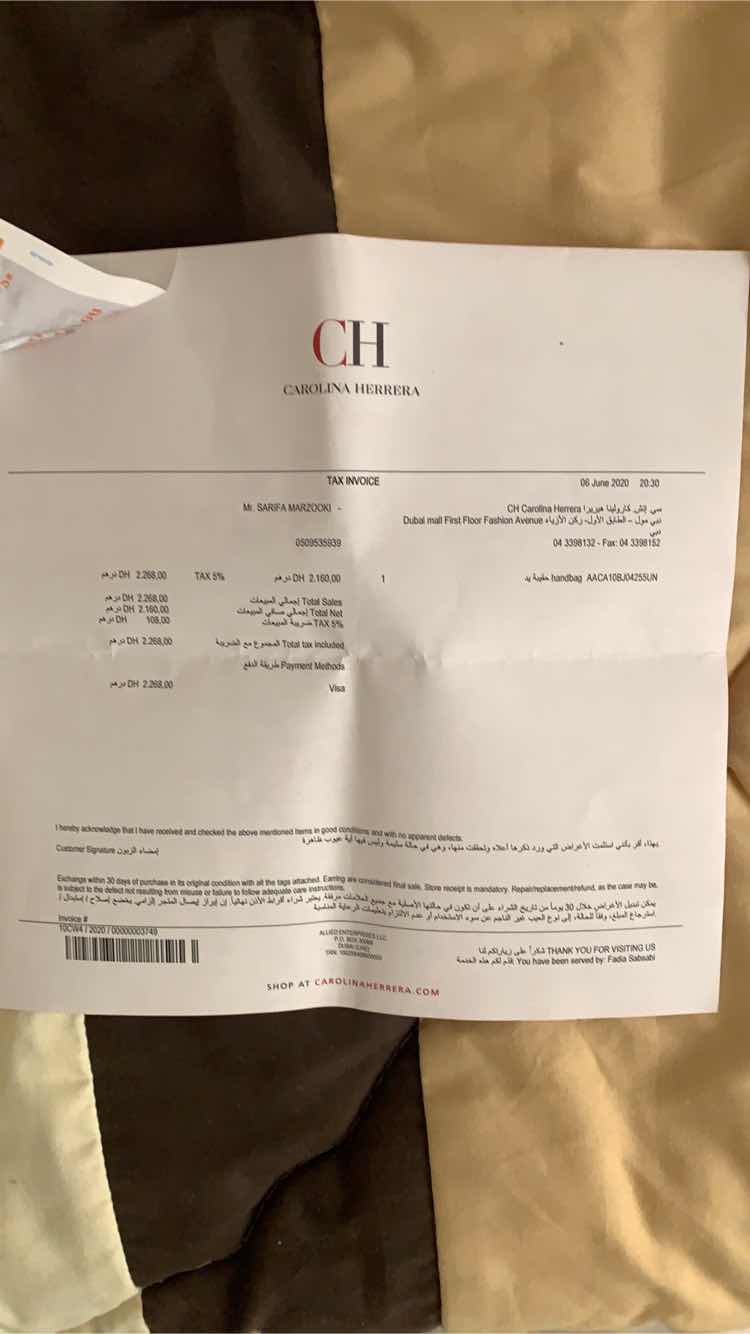 CH
CAROLINA HERRERA
TAX INVOICE
06 June 2020 20:30
Mr. SARIFA MARZOOKI -
0509535939
CH Carolina Herrera سي إتش كارولينا هيريرا
Dubai mall First Floor Fashion Avenue دبي مول - الطابق الأول، ركن الأزياء
دبي
04 3398132 - Fax: 04 3398152
درهم DH 2.268,00 TAX 5% درهم DH 2.160,00 1 handbag AACA10BJ04255UN حقيبة يد
درهم DH 2.268,00 Total Sales إجمالي المبيعات
درهم DH 2.160,00 Total Net إجمالي صافي المبيعات
درهم DH 108,00 TAX 5% ضريبة المبيعات
درهم DH 2.268,00 Total tax included المجموع مع الضريبة
Payment Methods طريقة الدفع
درهم DH 2.268,00 Visa
I hereby acknowledge that I have received and checked the above mentioned items in good conditions and with no apparent defects.
بهذا، أقر بأنني استلمت الأغراض التي ورد ذكرها أعلاه وتحققت منها، وهي في حالة سليمة وليس فيها أية عيوب ظاهرة
Customer Signature إمضاء الزبون
Exchange within 30 days of purchase in its original condition with all the tags attached. Earring are considered final sale. Store receipt is mandatory. Repair/replacement/refund, as the case may be,
is subject to the defect not resulting from misuse or failure to follow adequate care instructions.
يمكن تبديل الأغراض خلال 30 يوماً من تاريخ الشراء على أن تكون في حالتها الأصلية مع جميع العلامات مرفقة. يعتبر شراء أقراط الأذن نهائياً. إن إبراز إيصال المتجر إلزامي. يخضع إصلاح / استبدال /
استرجاع المبلغ، وفقاً للحالة، إلى نوع العيب غير الناجم عن سوء الاستخدام أو عدم الالتزام بتعليمات الرعاية المناسبة
Invoice #
10CW4 / 2020 / 00000003749
ALLIED ENTERPRISES LLC.
P.O. BOX
DUBAI (UAE)
THANK YOU FOR VISITING US شكراً على زيارتكم لنا
You have been served by: Fadia Sabsabi قدّم لكم هذه الخدمة
SHOP AT CAROLINAHERRERA.COM